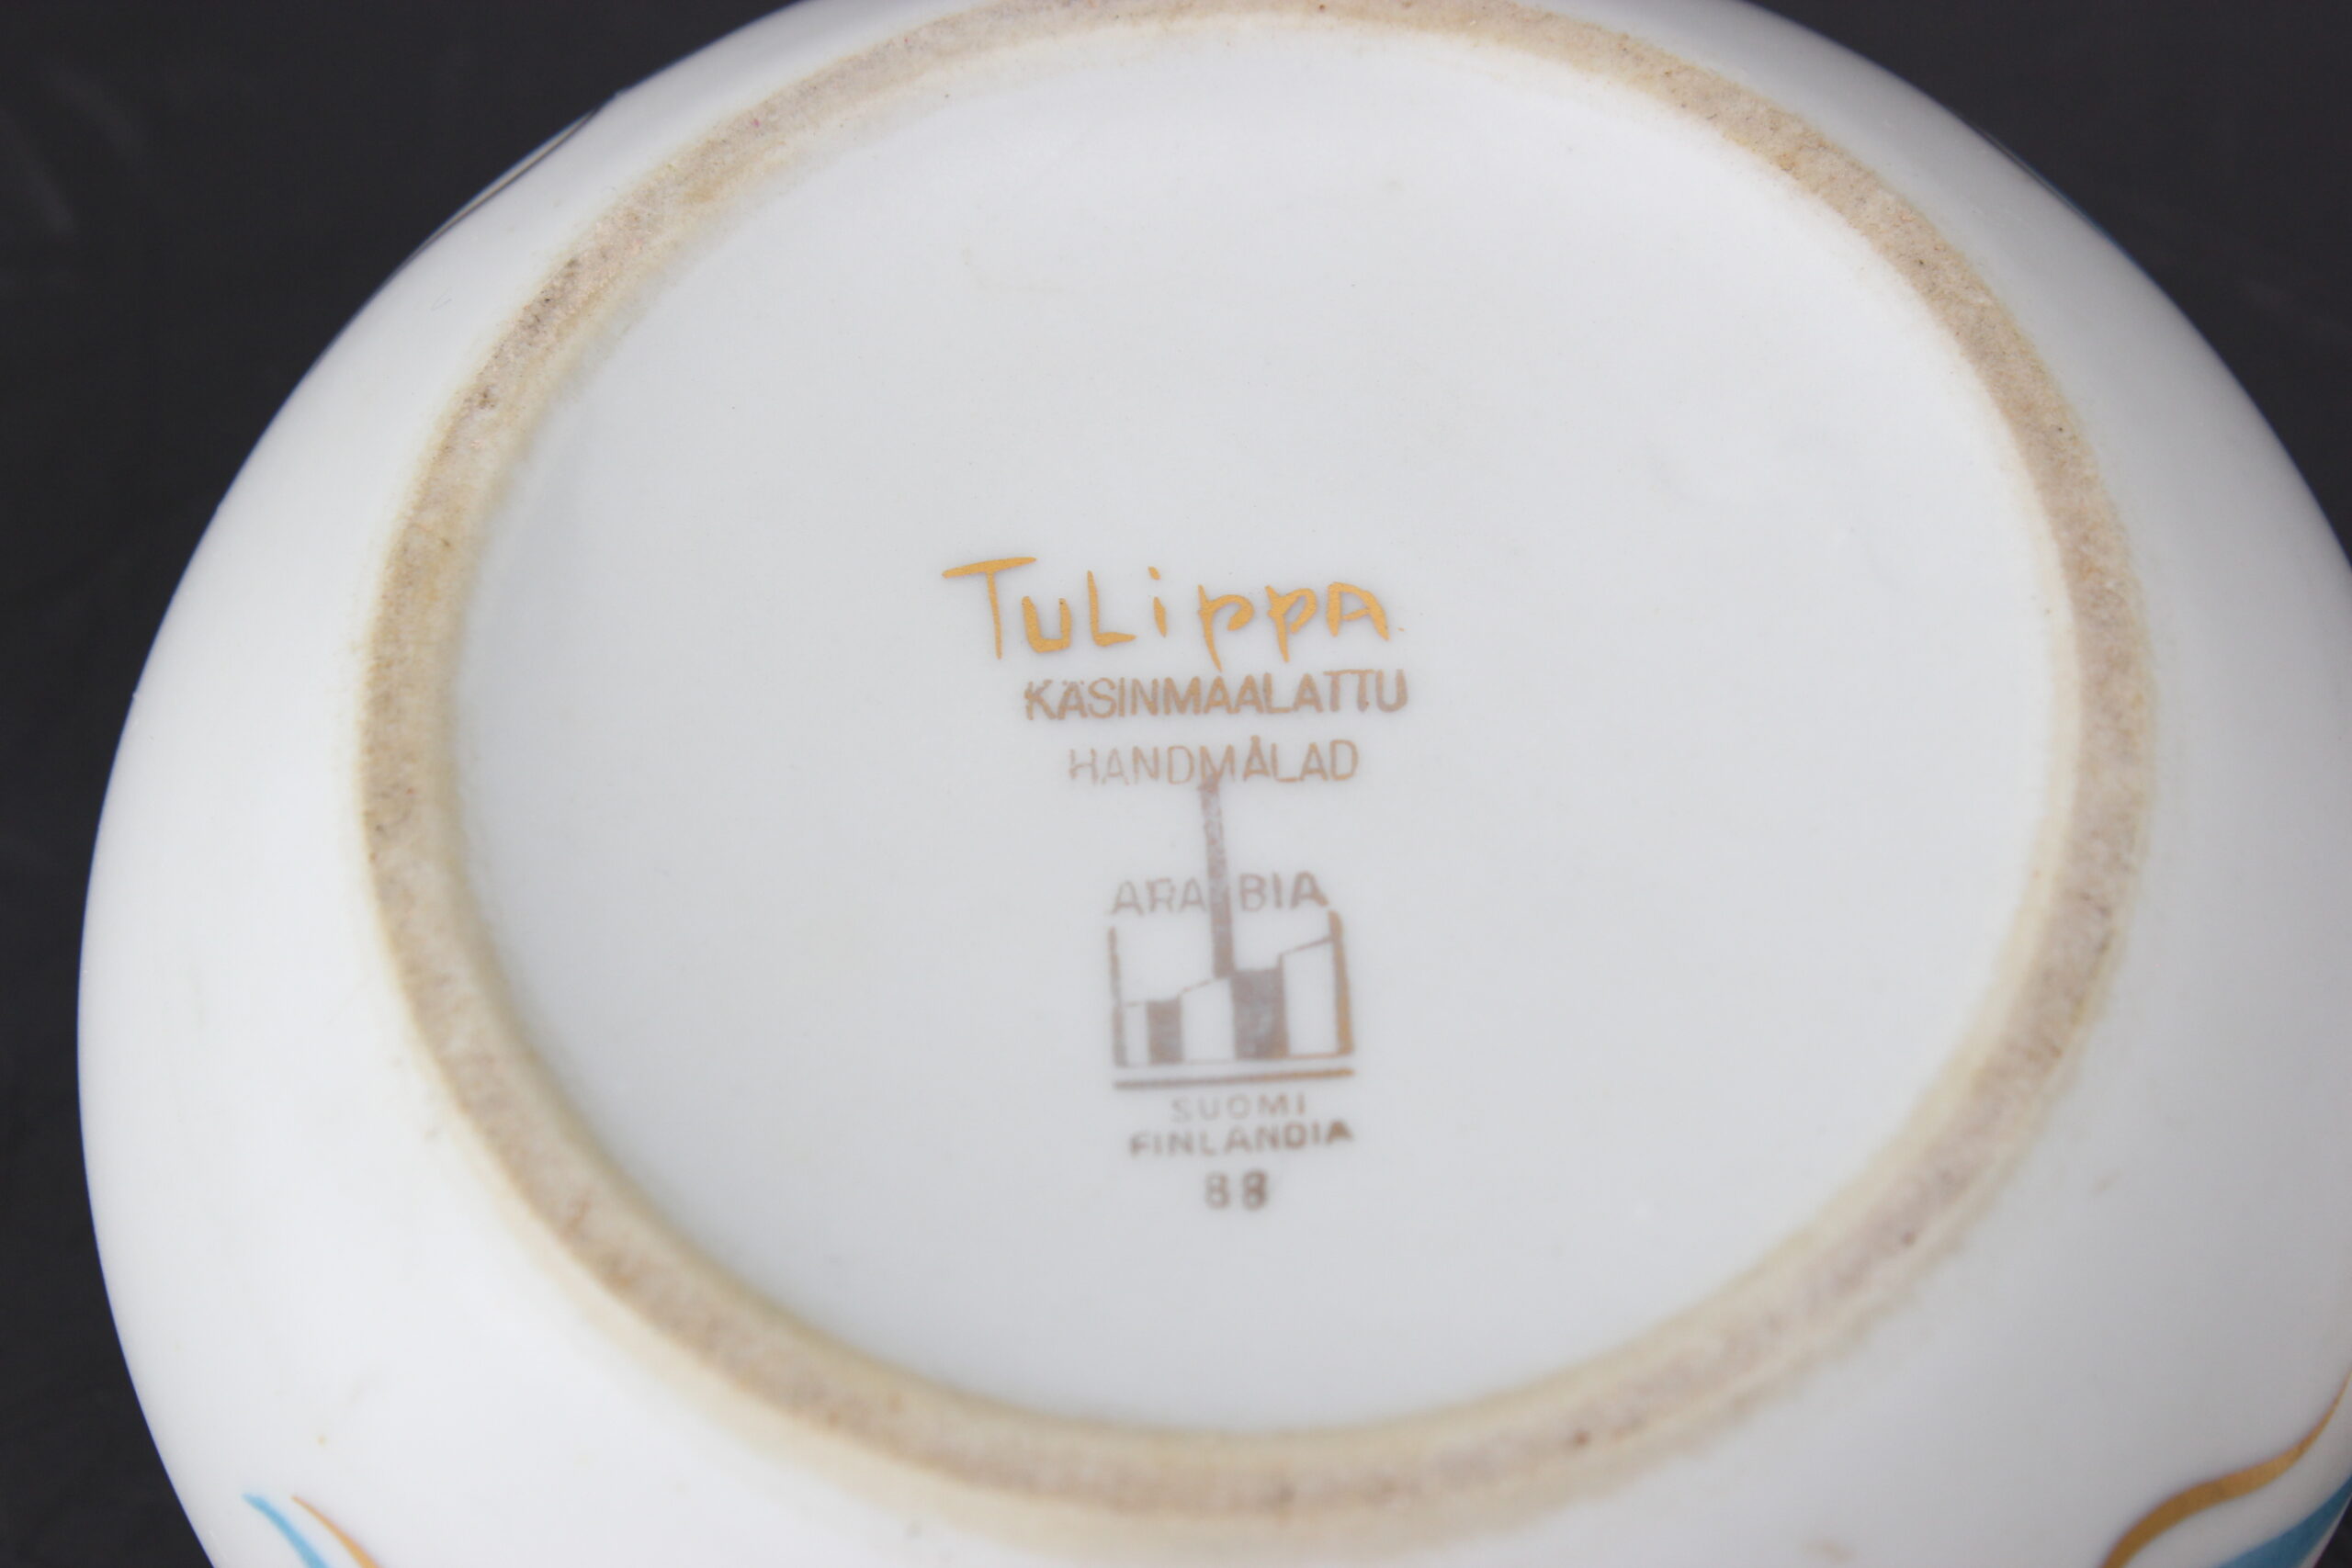 TuLippA
KÄSINMAALATTU
HANDMÅLAD
ARABIA
SUOMI
FINLANDIA
88